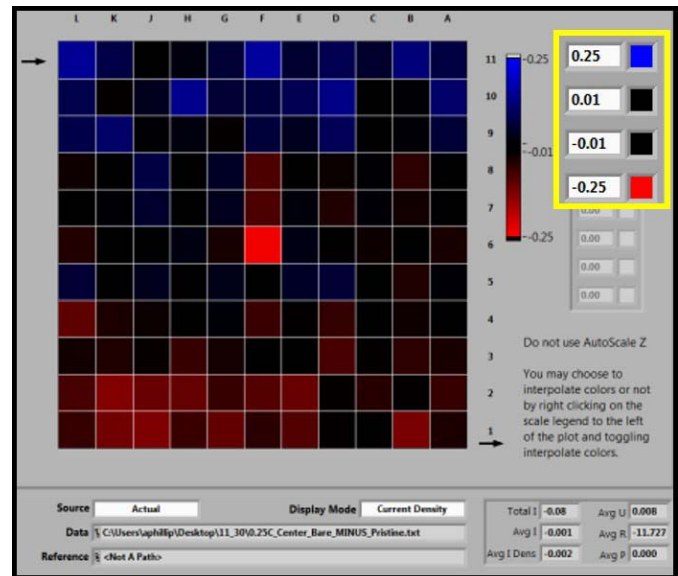 L K J H G F E D C B A
11
10
9
8
7
6
5
4
3
2
1
-0.25
-0.01
-0.25
0.25
0.01
-0.01
-0.25
0.00
0.00
0.00
0.00
Do not use AutoScale Z
You may choose to
interpolate colors or not
by right clicking on the
scale legend to the left
of the plot and toggling
interpolate colors.
Source Actual Display Mode Current Density
Data C:\Users\aphillip\Desktop\11_30\0.25C_Center_Bare_MINUS_Pristine.txt
Reference <Not A Path>
Total I -0.08 Avg U 0.008
Avg I -0.001 Avg R -11.727
Avg I Dens -0.002 Avg P 0.000